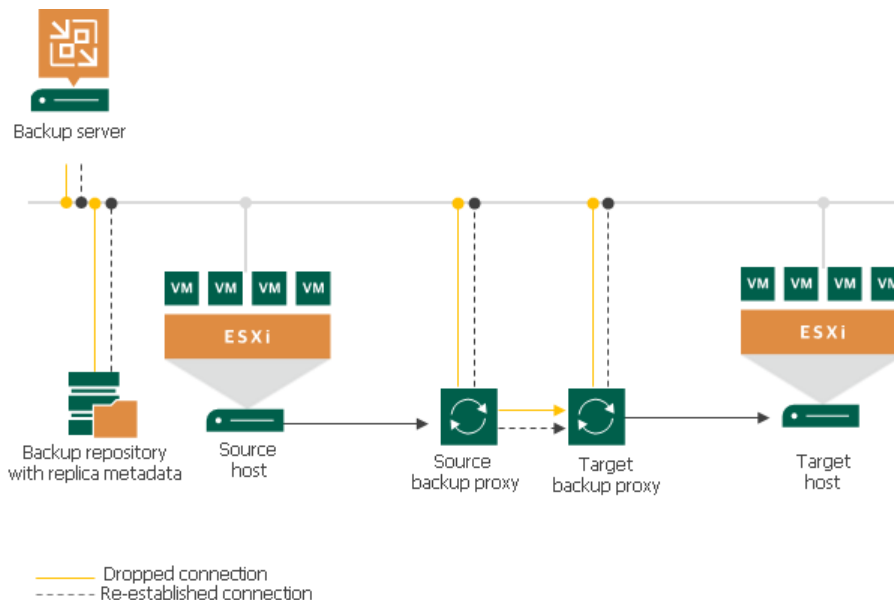 Backup server
VM VM VM VM
ESXi
VM VM VM VM
ESXi
Backup repository
with replica metadata
Source
host
Source
backup proxy
Target
backup proxy
Target
host
Dropped connection
Re-established connection